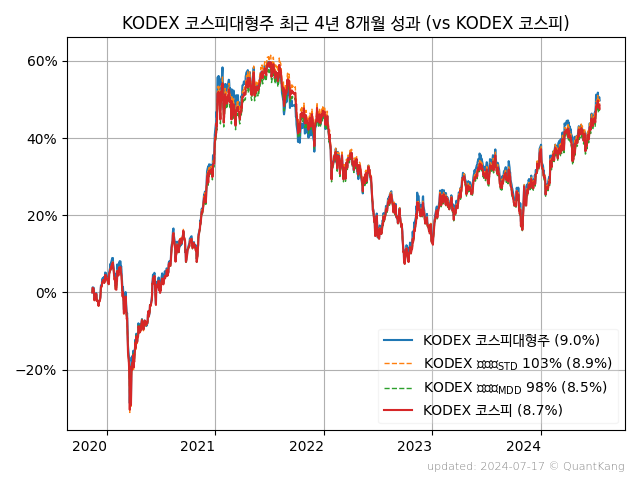 KODEX 코스피대형주 최근 4년 8개월 성과 (vs KODEX 코스피)
60%
40%
20%
0%
−20%
KODEX 코스피대형주 (9.0%)
KODEX STD 103% (8.9%)
KODEX MDD 98% (8.5%)
KODEX 코스피 (8.7%)
2020 2021 2022 2023 2024
updated: 2024-07-17 © QuantKang